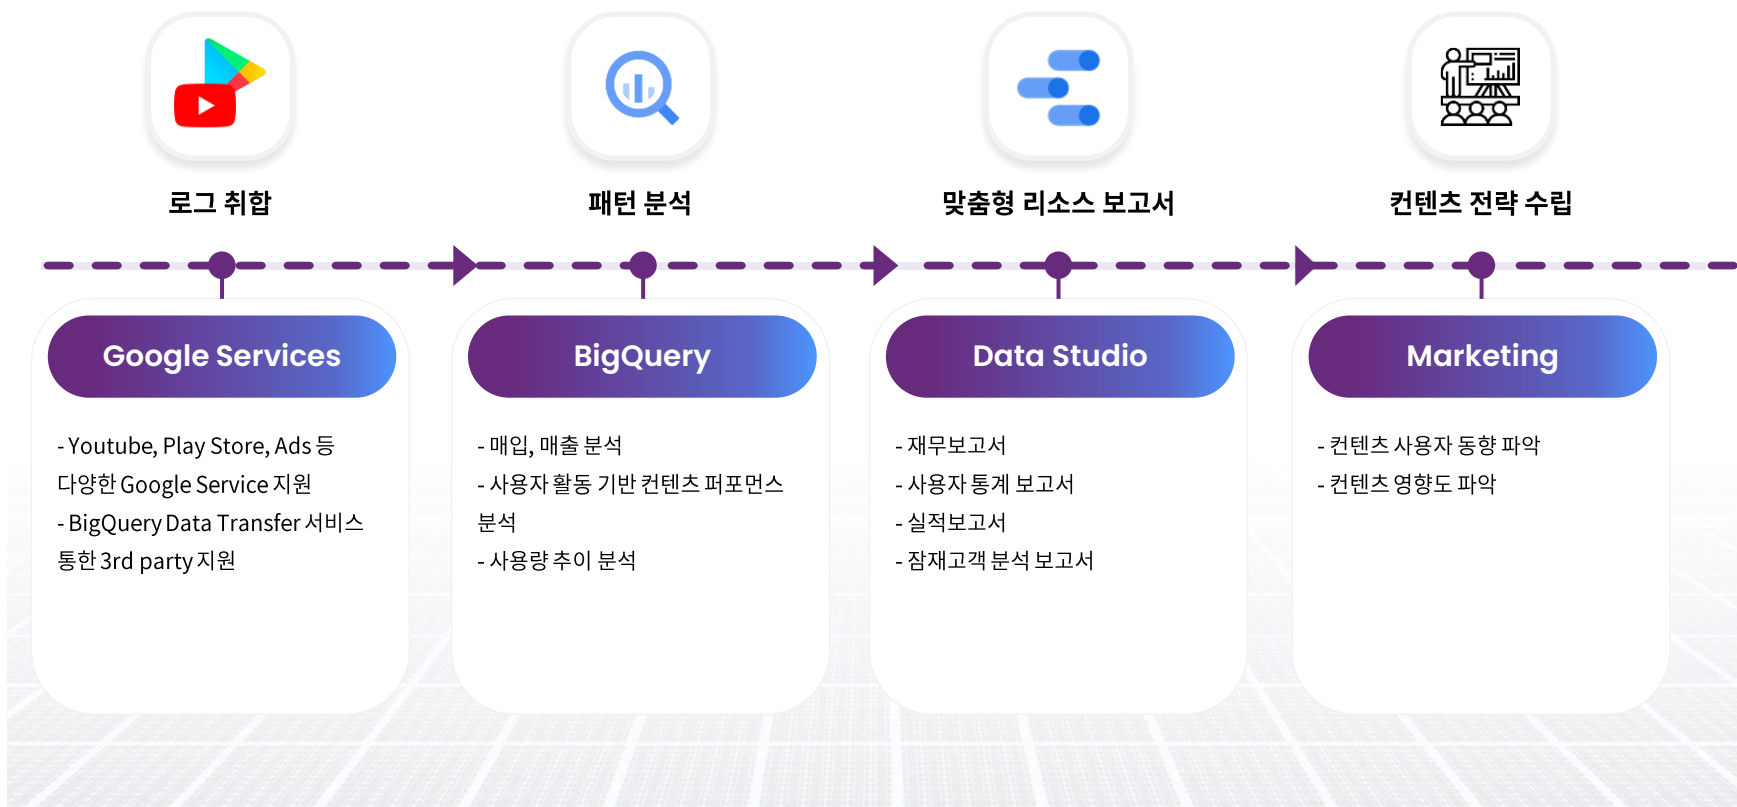 로그 취합
패턴 분석
맞춤형 리소스 보고서
컨텐츠 전략 수립
Google Services
- Youtube, Play Store, Ads 등
다양한 Google Service 지원
- BigQuery Data Transfer 서비스
통한 3rd party 지원
BigQuery
- 매입, 매출 분석
- 사용자 활동 기반 컨텐츠 퍼포먼스
분석
- 사용량 추이 분석
Data Studio
- 재무보고서
- 사용자 통계 보고서
- 실적보고서
- 잠재고객 분석 보고서
Marketing
- 컨텐츠 사용자 동향 파악
- 컨텐츠 영향도 파악